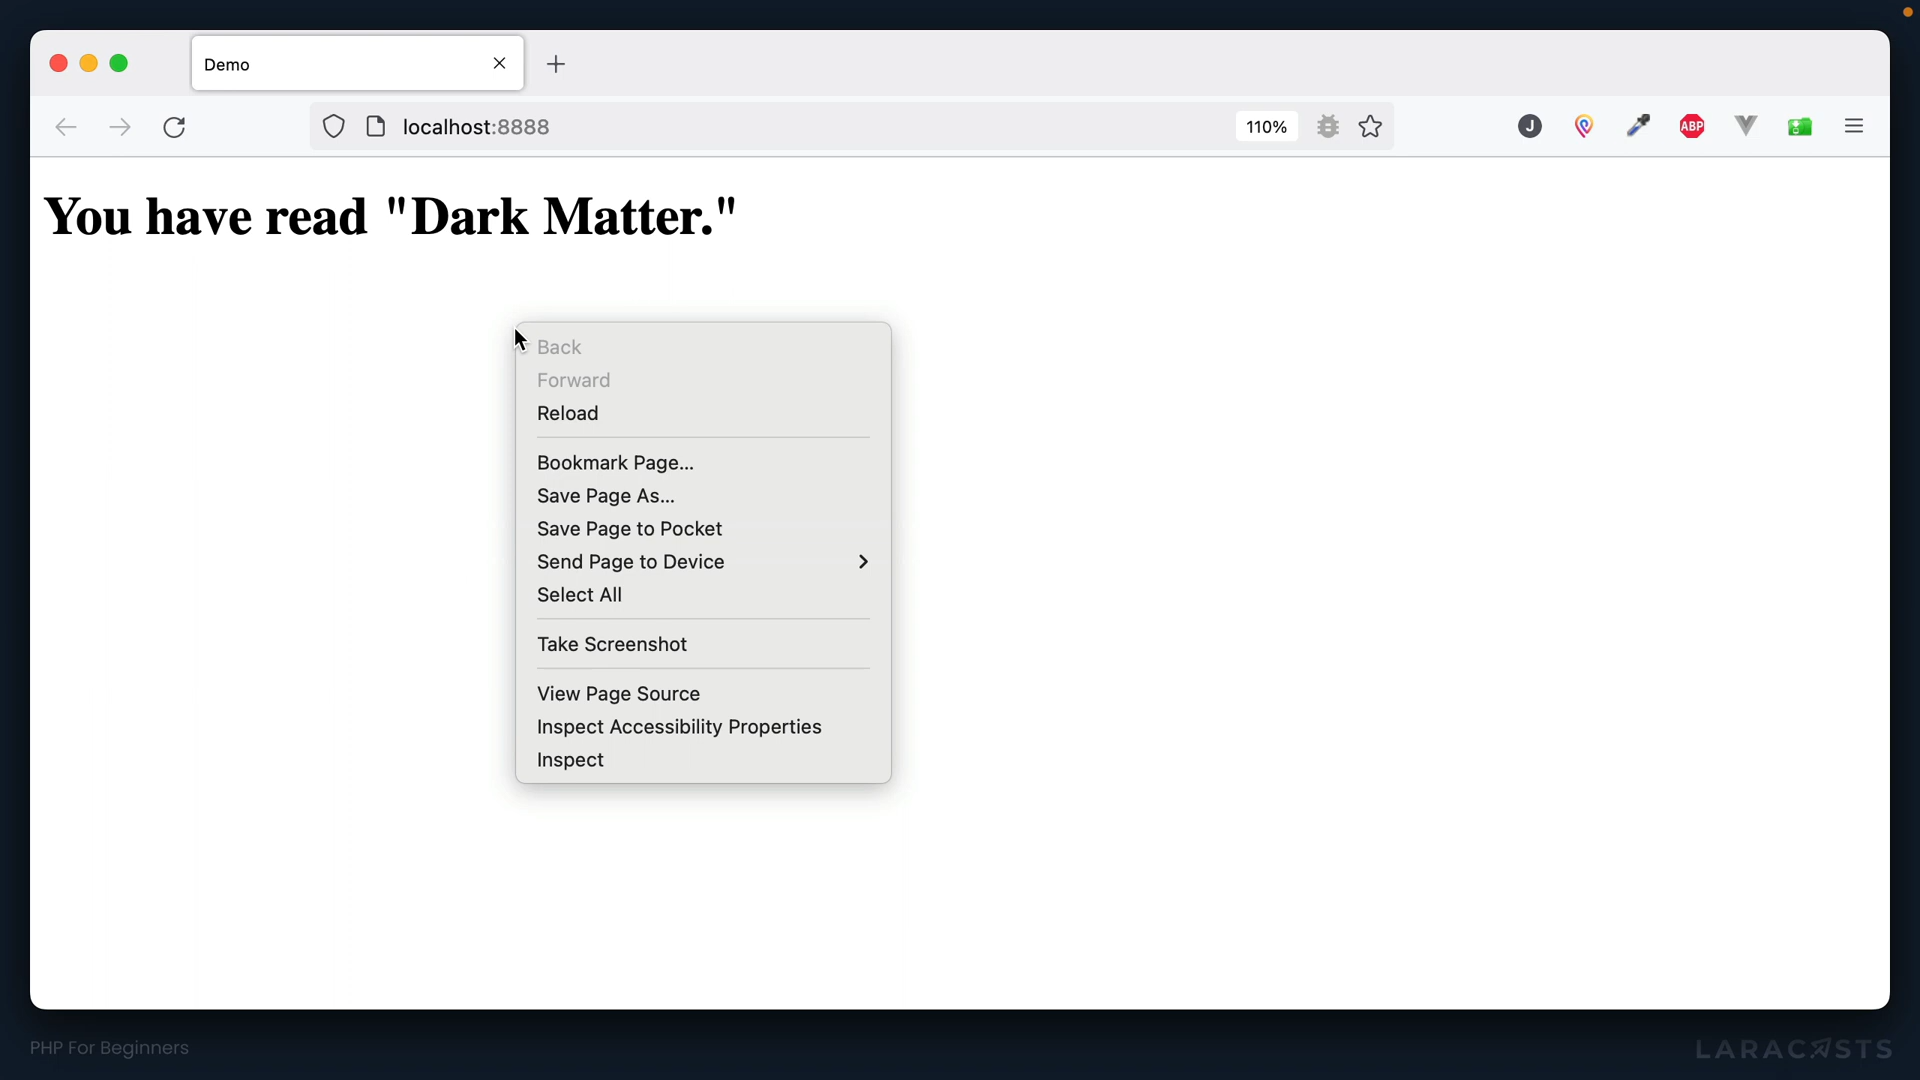 Demo
localhost:8888
110%
J
ABP
You have read "Dark Matter."
Back
Forward
Reload
Bookmark Page...
Save Page As...
Save Page to Pocket
Send Page to Device
Select All
Take Screenshot
View Page Source
Inspect Accessibility Properties
Inspect
PHP For Beginners
LARACASTS